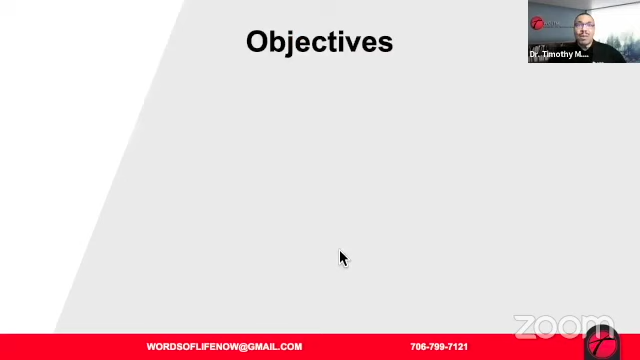 Objectives
Dr. Timothy M....
WORDSOFLIFENOW@GMAIL.COM
706-799-7121
zoom